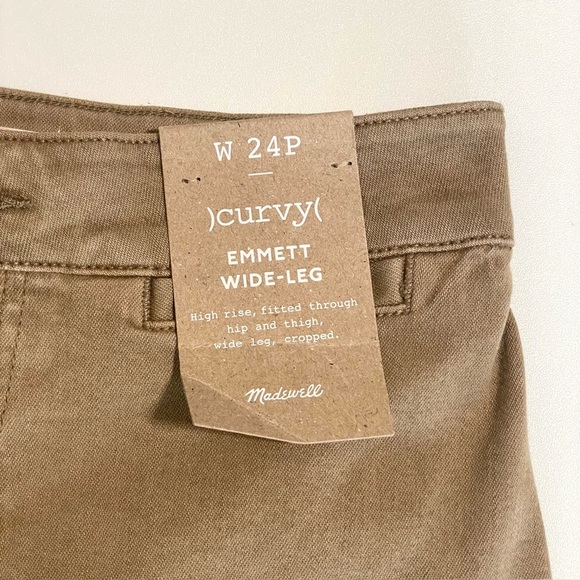 W 24P
)curvy(
EMMETT
WIDE-LEG
High rise, fitted through
hip and thigh,
wide leg, cropped.
Madewell